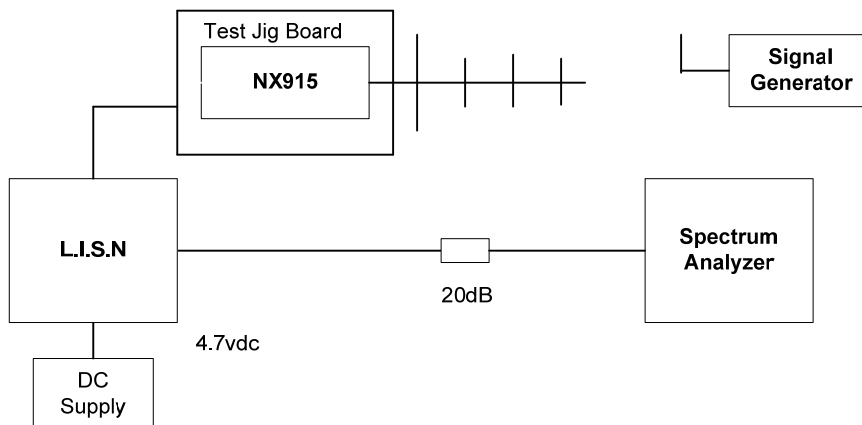 Test Jig Board
NX915
Signal
Generator
L.I.S.N
Spectrum
Analyzer
20dB
4.7vdc
DC
Supply